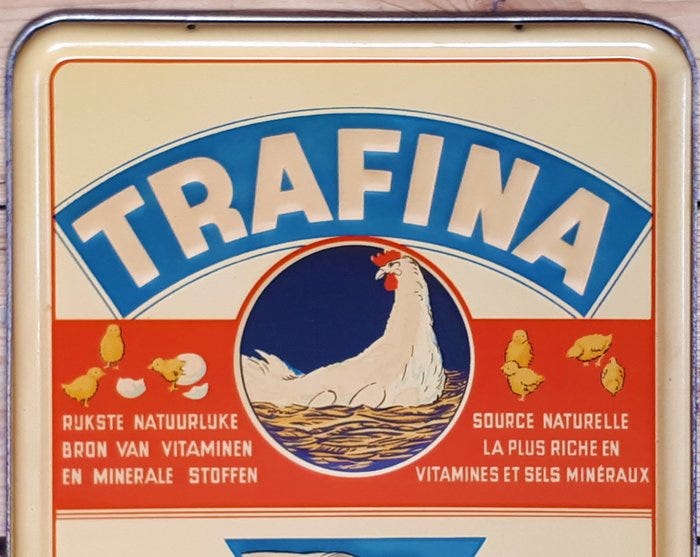 TRAFINA
RIJKSTE NATUURLIJKE
BRON VAN VITAMINEN
EN MINERALE STOFFEN
SOURCE NATURELLE
LA PLUS RICHE EN
VITAMINES ET SELS MINÉRAUX